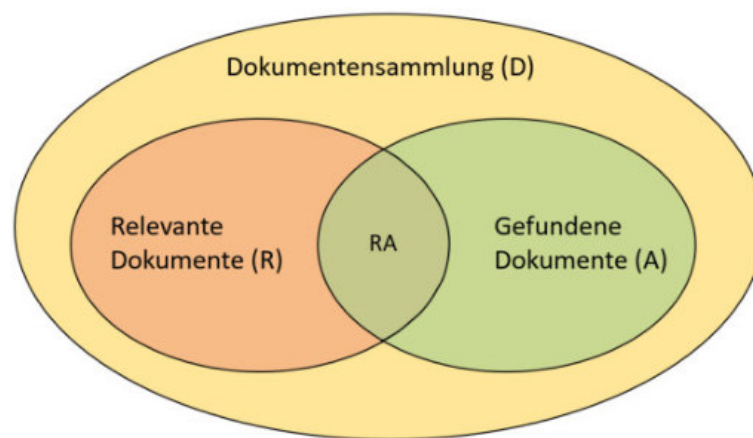 Dokumentensammlung (D)
Relevante
Dokumente (R)
RA
Gefundene
Dokumente (A)